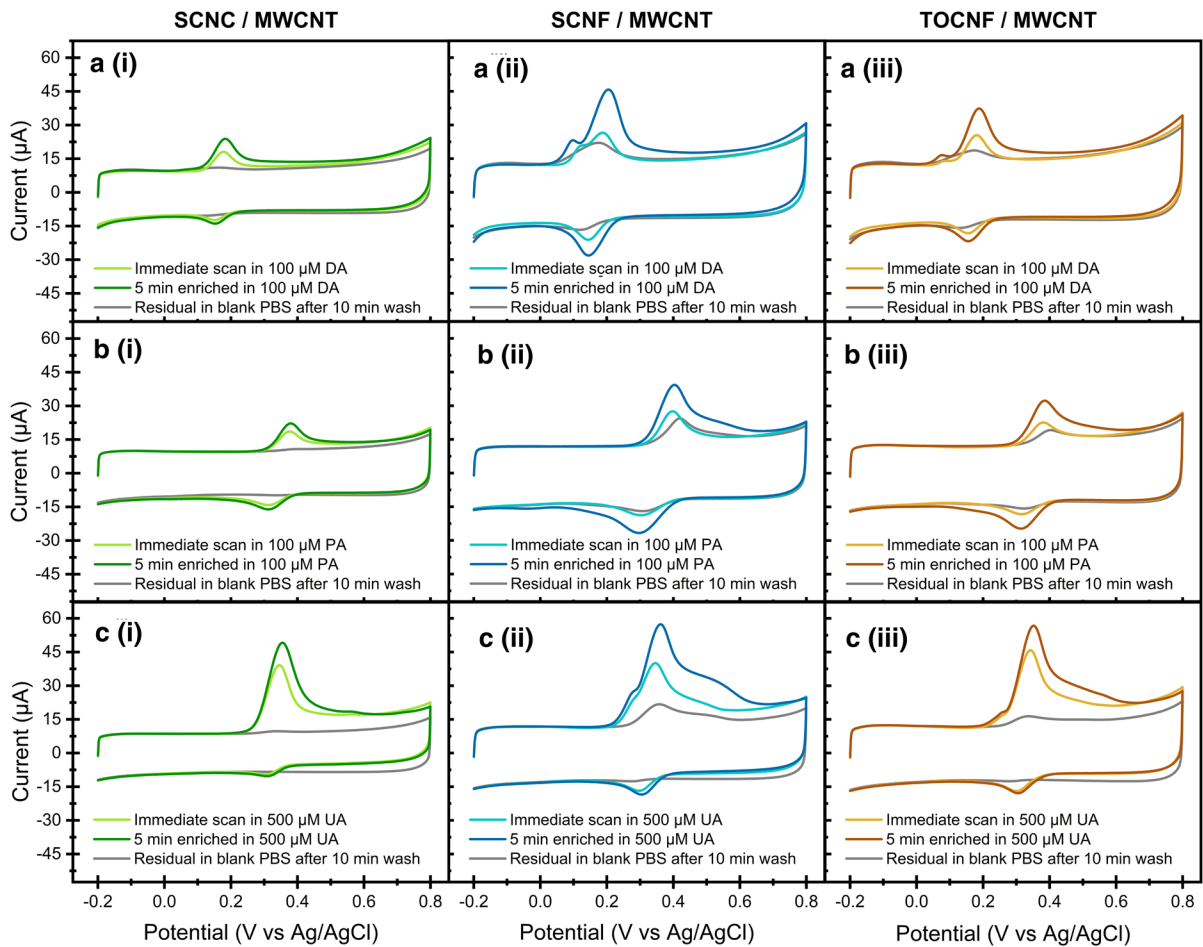 SCNC / MWCNT
SCNF / MWCNT
TOCNF / MWCNT
Current (µA)
60
45
30
15
0
-15
-30
-45
a (i)
Immediate scan in 100 µM DA
5 min enriched in 100 µM DA
Residual in blank PBS after 10 min wash
a (ii)
Immediate scan in 100 µM DA
5 min enriched in 100 µM DA
Residual in blank PBS after 10 min wash
a (iii)
Immediate scan in 100 µM DA
5 min enriched in 100 µM DA
Residual in blank PBS after 10 min wash
Current (µA)
60
45
30
15
0
-15
-30
-45
b (i)
Immediate scan in 100 µM PA
5 min enriched in 100 µM PA
Residual in blank PBS after 10 min wash
b (ii)
Immediate scan in 100 µM PA
5 min enriched in 100 µM PA
Residual in blank PBS after 10 min wash
b (iii)
Immediate scan in 100 µM PA
5 min enriched in 100 µM PA
Residual in blank PBS after 10 min wash
Current (µA)
60
45
30
15
0
-15
-30
-45
c (i)
Immediate scan in 500 µM UA
5 min enriched in 500 µM UA
Residual in blank PBS after 10 min wash
c (ii)
Immediate scan in 500 µM UA
5 min enriched in 500 µM UA
Residual in blank PBS after 10 min wash
c (iii)
Immediate scan in 500 µM UA
5 min enriched in 500 µM UA
Residual in blank PBS after 10 min wash
-0.2 0.0 0.2 0.4 0.6 0.8
-0.2 0.0 0.2 0.4 0.6 0.8
-0.2 0.0 0.2 0.4 0.6 0.8
Potential (V vs Ag/AgCl)
Potential (V vs Ag/AgCl)
Potential (V vs Ag/AgCl)